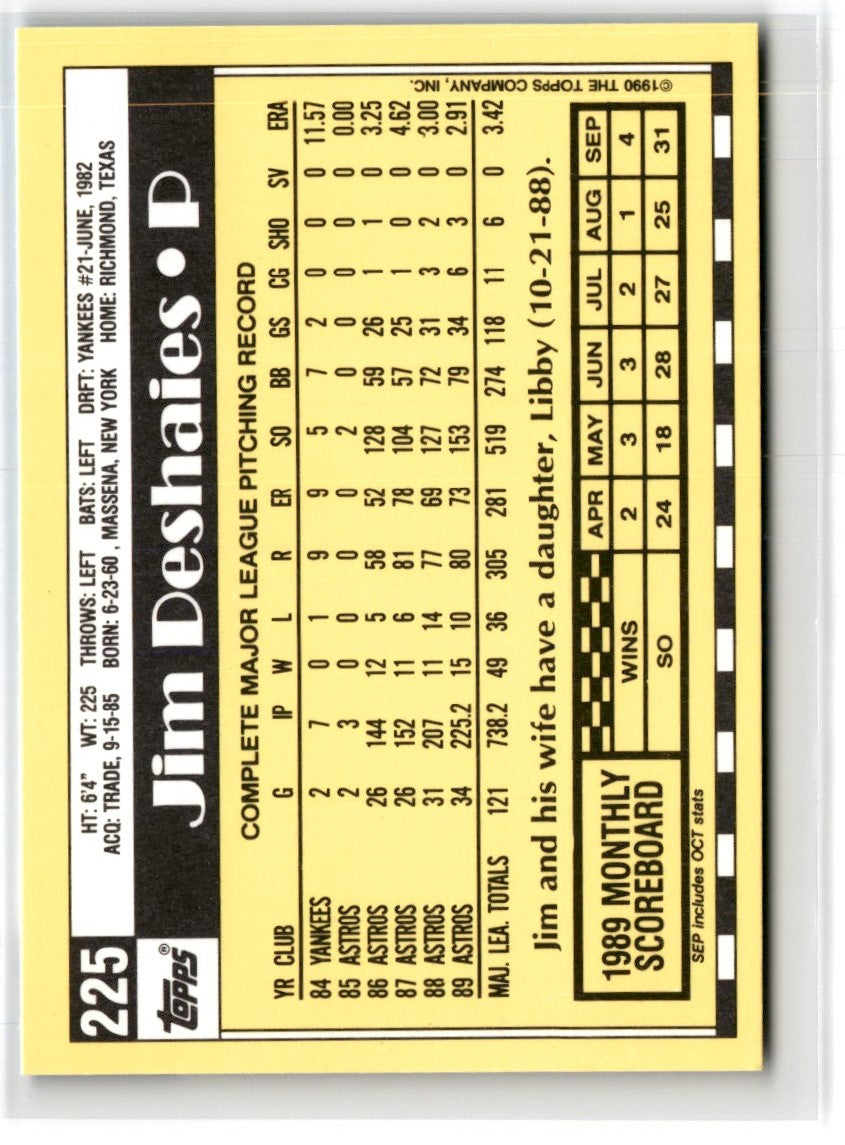 225
HT: 6'4" WT: 225 THROWS: LEFT BATS: LEFT DRFT: YANKEES #21-JUNE, 1982
ACQ: TRADE, 9-15-85 BORN: 6-23-60 , MASSENA, NEW YORK HOME: RICHMOND, TEXAS
topps®
Jim Deshaies • P
COMPLETE MAJOR LEAGUE PITCHING RECORD
YR CLUB G IP W L R ER SO BB GS CG SHO SV ERA
84 YANKEES 2 7 0 1 9 9 5 7 2 0 0 0 11.57
85 ASTROS 2 3 0 0 0 0 2 0 0 0 0 0 0.00
86 ASTROS 26 144 12 5 58 52 128 59 26 1 1 0 3.25
87 ASTROS 26 152 11 6 81 78 104 57 25 1 0 0 4.62
88 ASTROS 31 207 11 14 77 69 127 72 31 3 2 0 3.00
89 ASTROS 34 225.2 15 10 80 73 153 79 34 6 3 0 2.91
MAJ. LEA. TOTALS 121 738.2 49 36 305 281 519 274 118 11 6 0 3.42
Jim and his wife have a daughter, Libby (10-21-88).
1989 MONTHLY
SCOREBOARD
APR MAY JUN JUL AUG SEP
WINS 2 3 3 2 1 4
SO 24 18 28 27 25 31
SEP includes OCT stats
©1990 THE TOPPS COMPANY, INC.